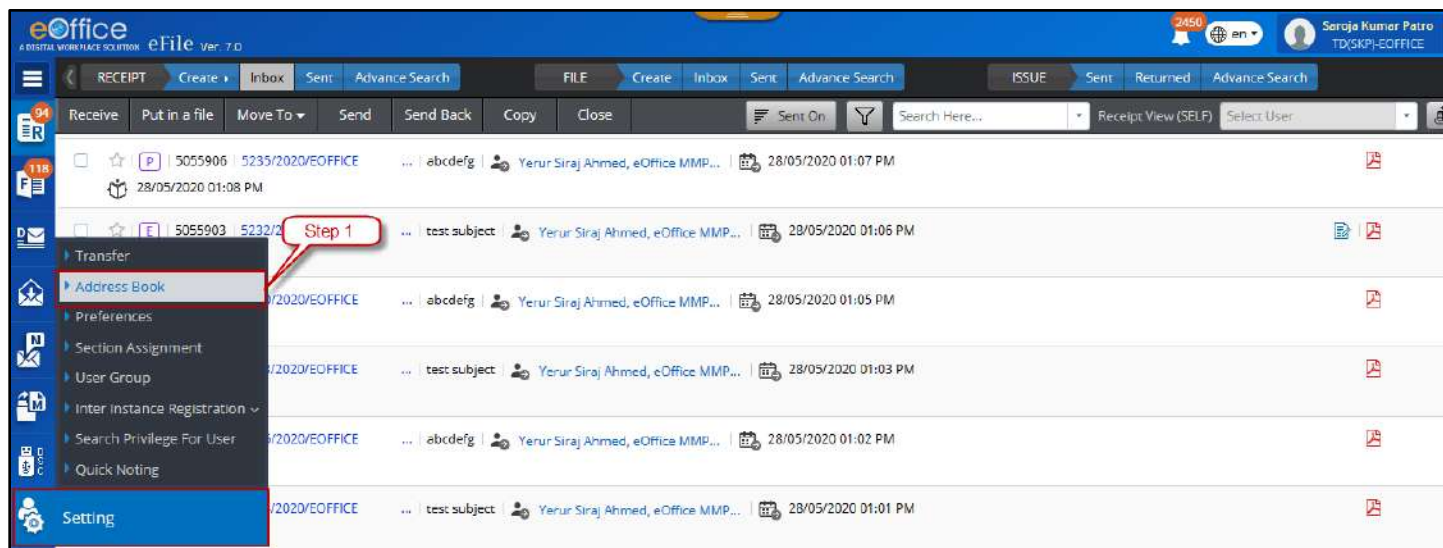 eOffice
A DIGITAL WORKPLACE SOLUTION eFile Ver. 7.0
2450
en
Saroja Kumar Patro
TD(SKP)-EOFFICE
RECEIPT Create Inbox Sent Advance Search FILE Create Inbox Sent Advance Search ISSUE Sent Returned Advance Search
94
R
Receive Put in a file Move To Send Send Back Copy Close Sent On Search Here... Receipt View (SELF) Select User
P 5055906 5235/2020/EOFFICE ... abcdefg Yerur Siraj Ahmed, eOffice MMP... 28/05/2020 01:07 PM
118
F
28/05/2020 01:08 PM
D
E 5055903 5232/2 Step 1 ... test subject Yerur Siraj Ahmed, eOffice MMP... 28/05/2020 01:06 PM
Transfer
Address Book
/2020/EOFFICE ... abcdefg Yerur Siraj Ahmed, eOffice MMP... 28/05/2020 01:05 PM
Preferences
N
Section Assignment
/2020/EOFFICE ... test subject Yerur Siraj Ahmed, eOffice MMP... 28/05/2020 01:03 PM
User Group
M
Inter Instance Registration
Search Privilege For User
/2020/EOFFICE ... abcdefg Yerur Siraj Ahmed, eOffice MMP... 28/05/2020 01:02 PM
DSC
Quick Noting
Setting
/2020/EOFFICE ... test subject Yerur Siraj Ahmed, eOffice MMP... 28/05/2020 01:01 PM